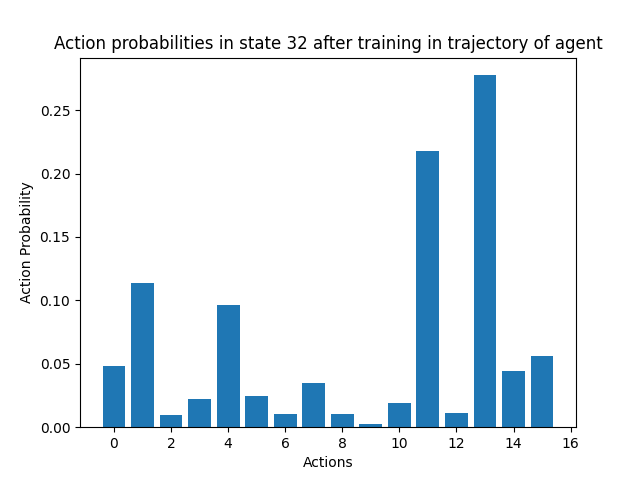 Action probabilities in state 32 after training in trajectory of agent
0.25
0.20
0.15
0.10
0.05
0.00
Action Probability
0 2 4 6 8 10 12 14 16
Actions